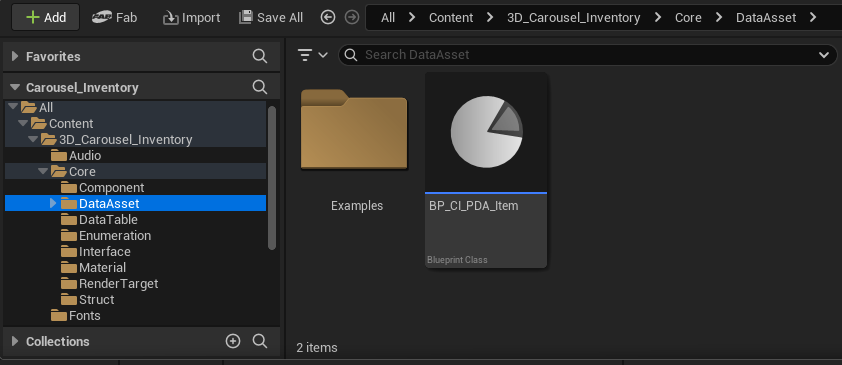 Add Fab Import Save All All Content 3D_Carousel_Inventory Core DataAsset
Favorites
Search DataAsset
Carousel_Inventory
All
Content
3D_Carousel_Inventory
Audio
Core
Component
DataAsset
DataTable
Enumeration
Interface
Material
RenderTarget
Struct
Fonts
Collections
Examples
BP_CI_PDA_Item
Blueprint Class
2 items